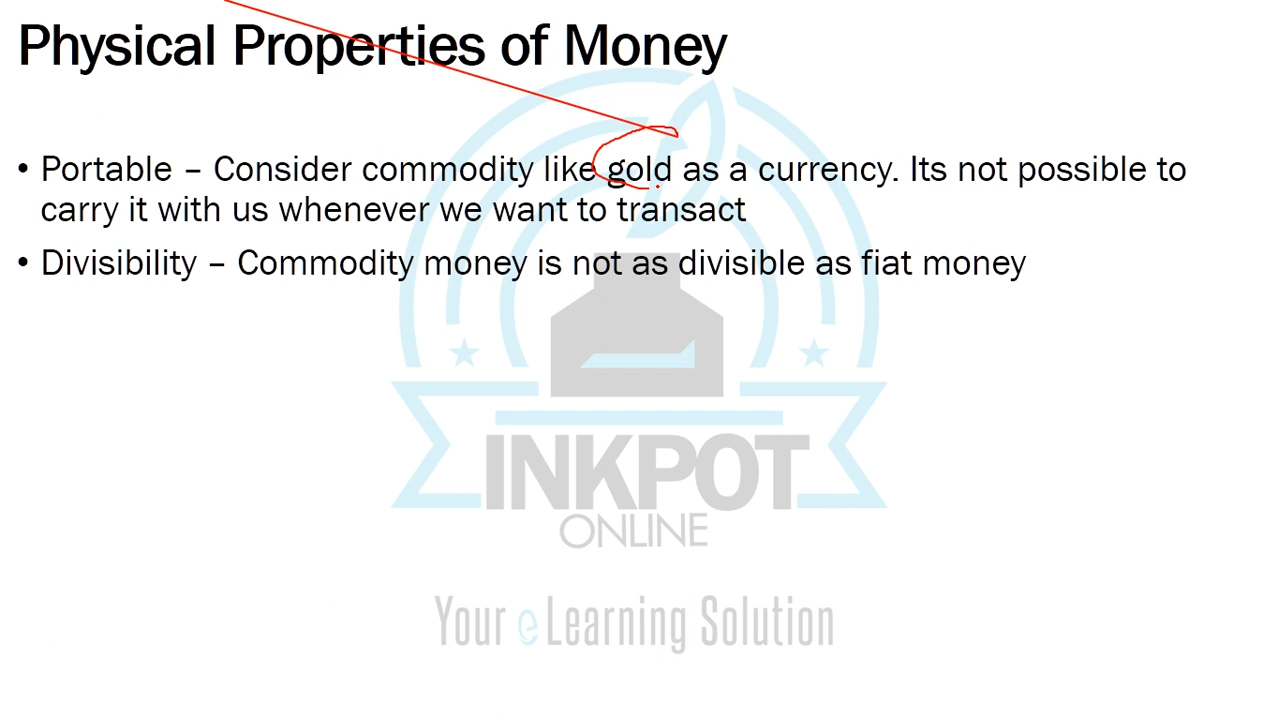 Physical Properties of Money
• Portable – Consider commodity like gold as a currency. Its not possible to
carry it with us whenever we want to transact
• Divisibility – Commodity money is not as divisible as fiat money
INKPOT
ONLINE
Your e Learning Solution